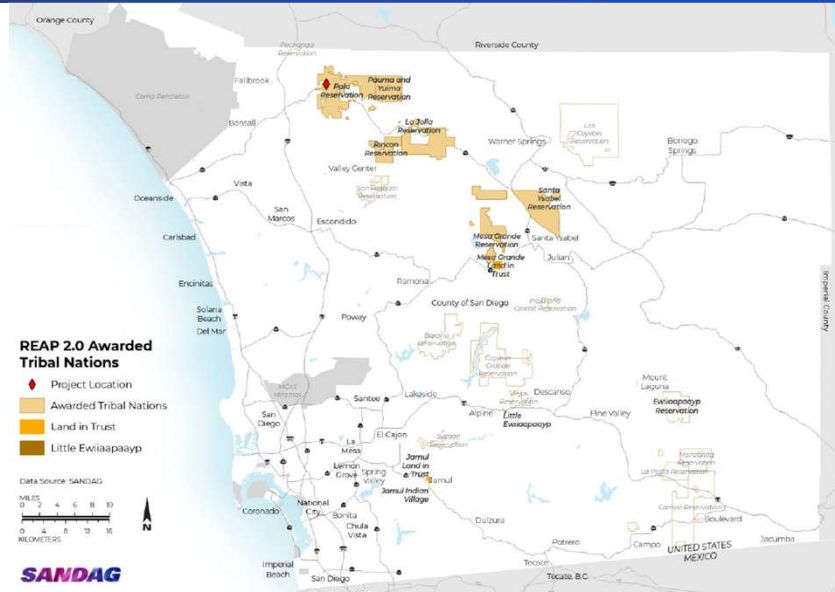 Orange County
Riverside County
Pechanga
Reservation
Fallbrook
Camp Pendleton
Pala
Reservation
Pauma and
Yuima
Reservation
Bonsall
La Jolla
Reservation
Rincon
Reservation
Warner Springs
Los
Coyotes
Reservation
Borrego
Springs
Valley Center
San Pasqual
Reservation
Vista
Oceanside
San
Marcos
Escondido
Santa
Ysabel
Reservation
Carlsbad
Mesa Grande
Reservation
Santa Ysabel
Mesa Grande
Land in
Trust
Julian
Encinitas
Ramona
Imperial County
County of San Diego
Solana
Beach
Del Mar
Poway
Barona
Reservation
Capitan
Grande
Reservation
REAP 2.0 Awarded
Tribal Nations
Project Location
Awarded Tribal Nations
Land in Trust
Little Ewiiaapaayp
MCAS
Miramar
Santee
Lakeside
Viejas
Reservation
Descanso
Mount
Laguna
Alpine
Little
Ewiiaapaayp
Pine Valley
Ewiiaapaayp
Reservation
San
Diego
El Cajon
La
Mesa
Sycuan
Reservation
Lemon
Grove
Spring
Valley
Jamul
Land in
Trust
Jamul
Jamul Indian
Village
Manzanita
Reservation
La Posta Reservation
Campo Reservation
Data Source: SANDAG
MILES
0 2 4 6 8 10
0 4 8 12 16
KILOMETERS
N
Coronado
National
City
Bonita
Chula
Vista
Dulzura
Boulevard
Potrero
Campo
UNITED STATES
MEXICO
Jacumba
Tecate
Imperial
Beach
San Diego
Tecate, B.C.
SANDAG